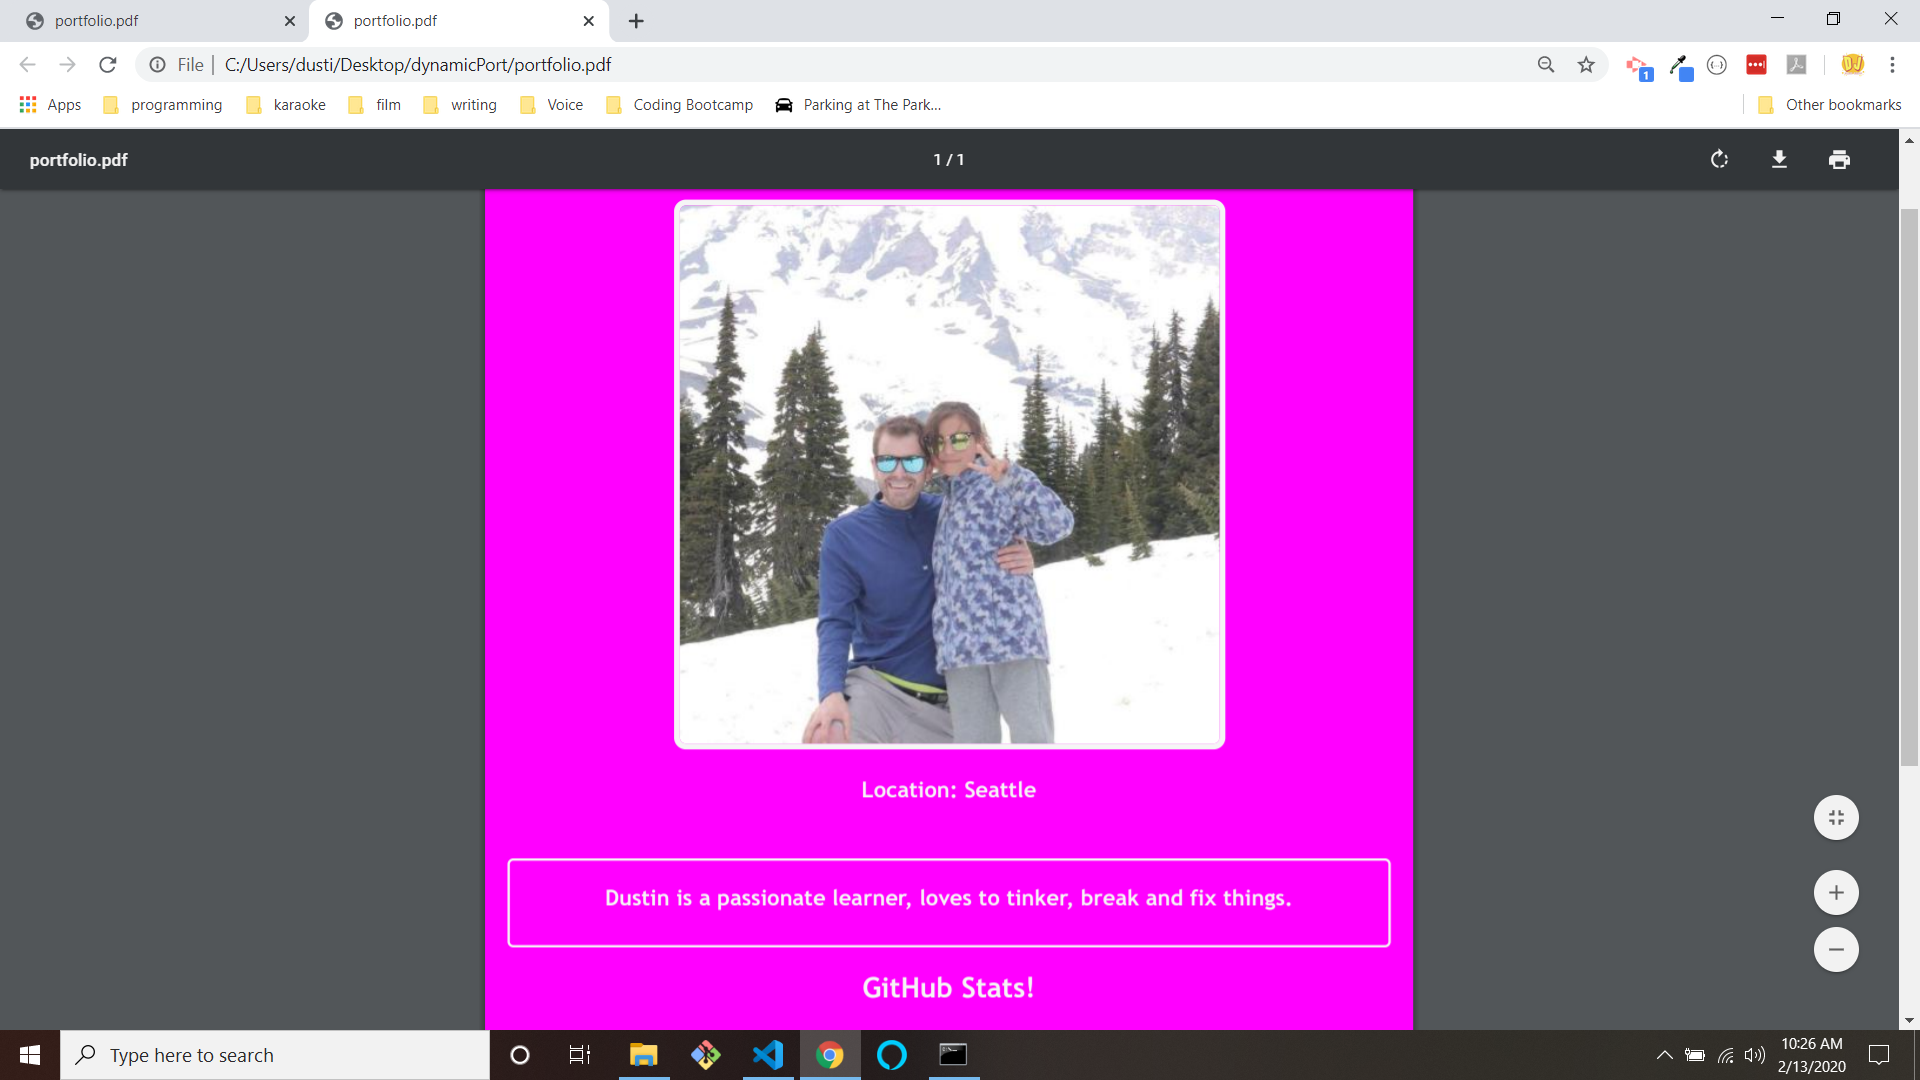 portfolio.pdf
portfolio.pdf
File | C:/Users/dusti/Desktop/dynamicPort/portfolio.pdf
1
Apps programming karaoke film writing Voice Coding Bootcamp Parking at The Park... Other bookmarks
portfolio.pdf 1 / 1
Location: Seattle
Dustin is a passionate learner, loves to tinker, break and fix things.
GitHub Stats!
Type here to search
10:26 AM
2/13/2020